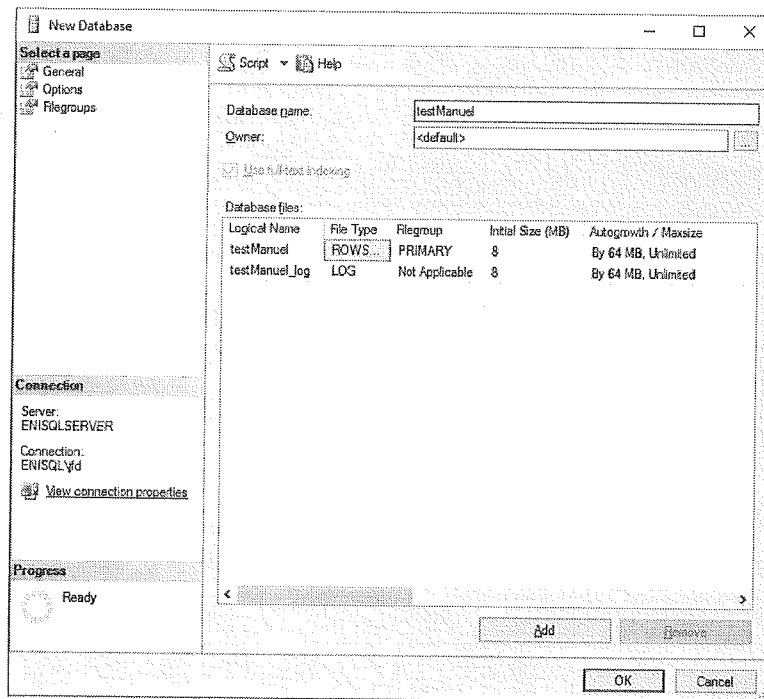 New Database
Select a page
General
Options
Filegroups
Script
Help
Database name:
testManuel
Owner:
<default>
...
Use full-text indexing
Database files:
Logical Name File Type Filegroup Initial Size (MB) Autogrowth / Maxsize
testManuel ROWS... PRIMARY 8 By 64 MB, Unlimited
testManuel_log LOG Not Applicable 8 By 64 MB, Unlimited
Connection
Server:
ENISQLSERVER
Connection:
ENISQL\jfd
View connection properties
Progress
Ready
Add
Remove
OK
Cancel